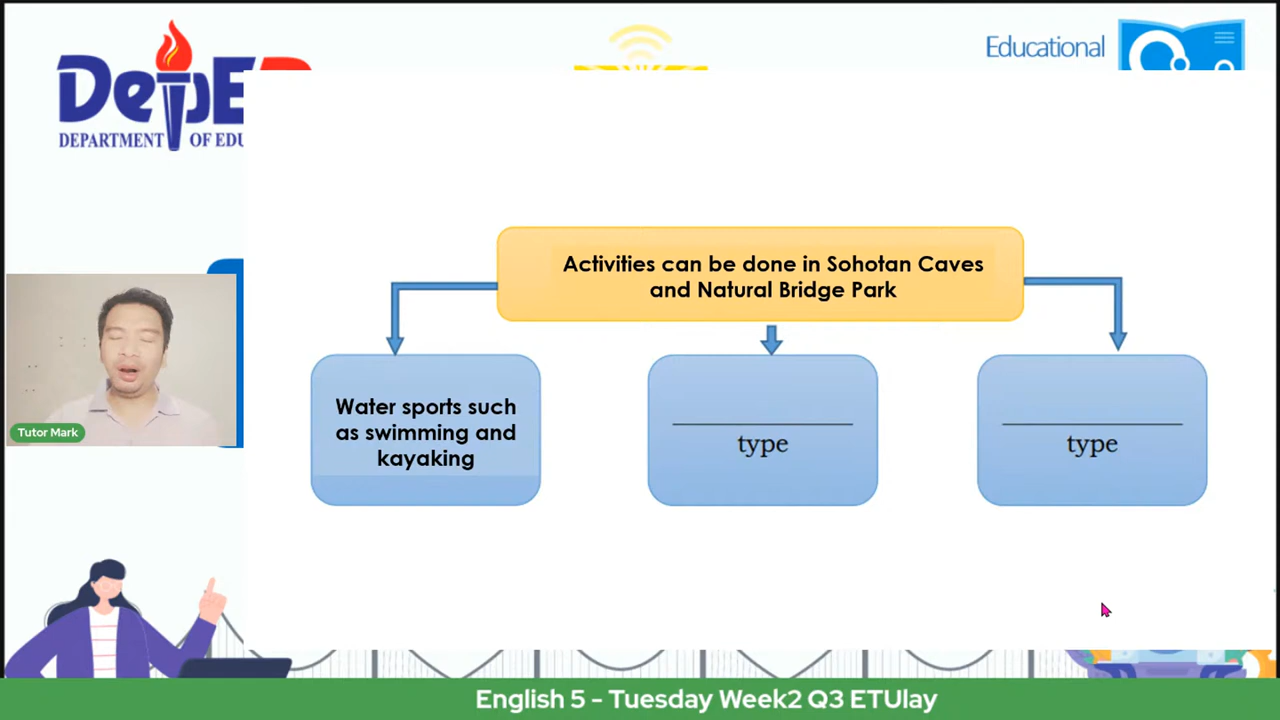 DepE
DEPARTMENT OF EDU
Educational
Activities can be done in Sohotan Caves
and Natural Bridge Park
Water sports such
as swimming and
kayaking
type
type
Tutor Mark
English 5 - Tuesday Week2 Q3 ETUlay